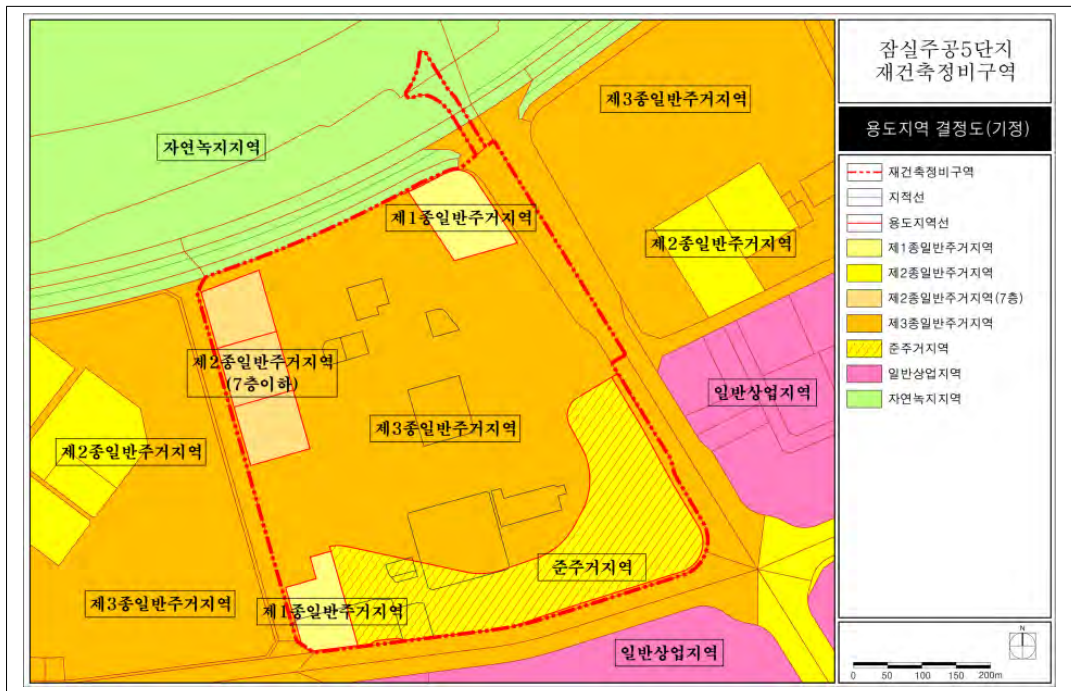 잠실주공5단지
재건축정비구역
용도지역 결정도(기정)
재건축정비구역
지적선
용도지역선
제1종일반주거지역
제2종일반주거지역
제2종일반주거지역(7층)
제3종일반주거지역
준주거지역
일반상업지역
자연녹지지역
N
0 50 100 150 200m
제3종일반주거지역
자연녹지지역
제1종일반주거지역
제2종일반주거지역
제2종일반주거지역
(7층이하)
일반상업지역
제3종일반주거지역
제2종일반주거지역
준주거지역
제3종일반주거지역
제1종일반주거지역
일반상업지역